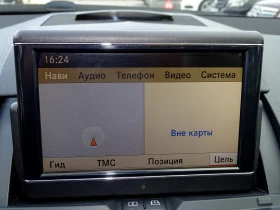 16:24
Нави Аудио Телефон Видео Система
Вне карты
Гид ТМС Позиция Цель